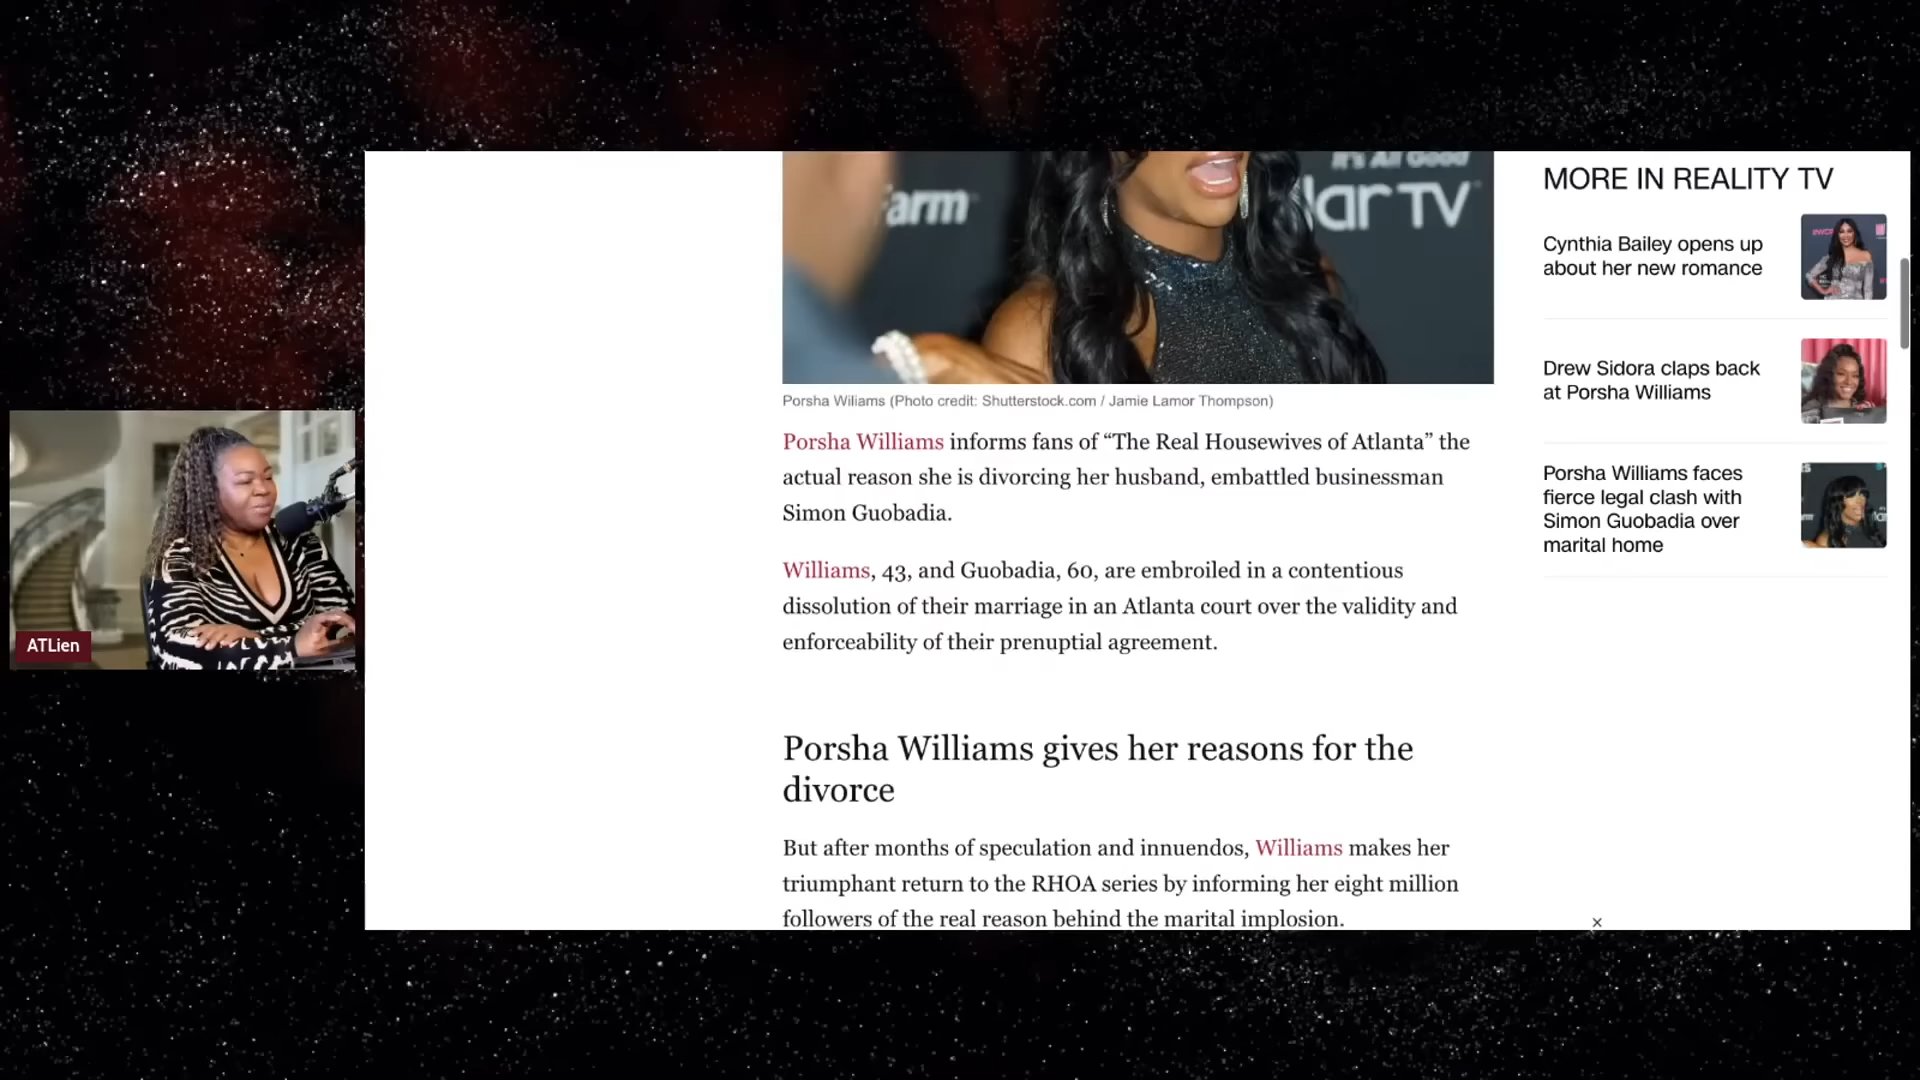 It's All Good
Farm
lar TV
Porsha Wiliams (Photo credit: Shutterstock.com / Jamie Lamor Thompson)
Porsha Williams informs fans of “The Real Housewives of Atlanta” the
actual reason she is divorcing her husband, embattled businessman
Simon Guobadia.
Williams, 43, and Guobadia, 60, are embroiled in a contentious
dissolution of their marriage in an Atlanta court over the validity and
enforceability of their prenuptial agreement.
Porsha Williams gives her reasons for the
divorce
But after months of speculation and innuendos, Williams makes her
triumphant return to the RHOA series by informing her eight million
followers of the real reason behind the marital implosion.
MORE IN REALITY TV
Cynthia Bailey opens up
about her new romance
Drew Sidora claps back
at Porsha Williams
Porsha Williams faces
fierce legal clash with
Simon Guobadia over
marital home
ATLien